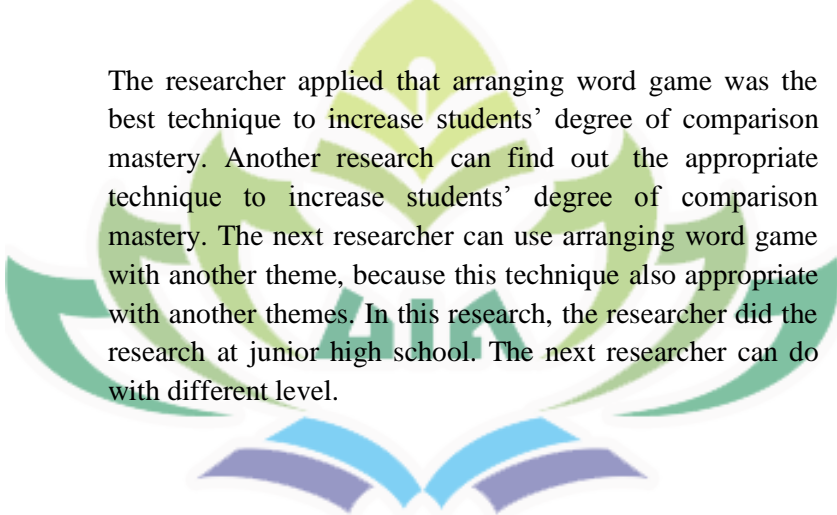 The researcher applied that arranging word game was the
best technique to increase students’ degree of comparison
mastery. Another research can find out the appropriate
technique to increase students’ degree of comparison
mastery. The next researcher can use arranging word game
with another theme, because this technique also appropriate
with another themes. In this research, the researcher did the
research at junior high school. The next researcher can do
with different level.